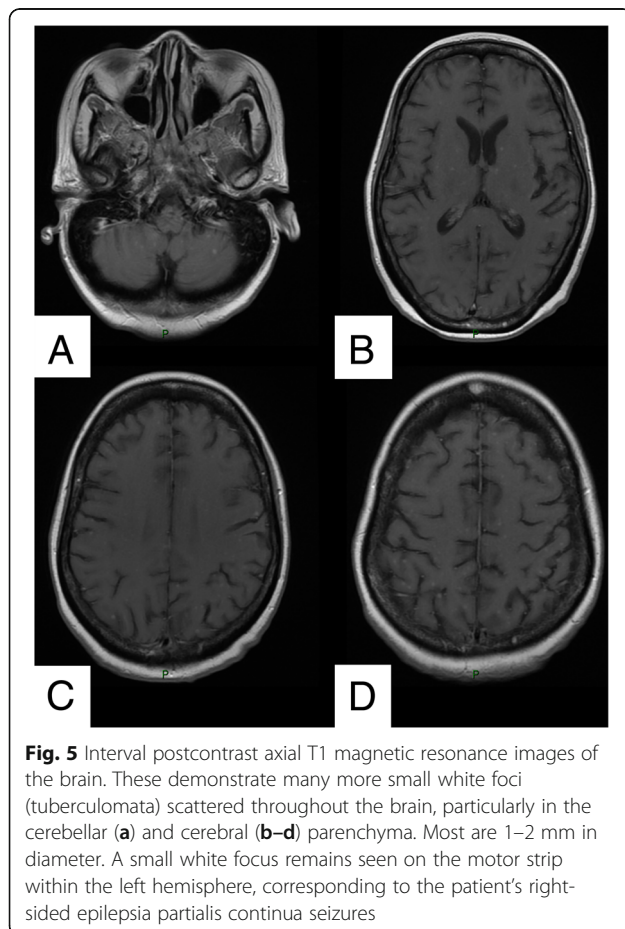 A
P
B
P
C
P
D
P
Fig. 5 Interval postcontrast axial T1 magnetic resonance images of
the brain. These demonstrate many more small white foci
(tuberculomata) scattered throughout the brain, particularly in the
cerebellar (a) and cerebral (b–d) parenchyma. Most are 1–2 mm in
diameter. A small white focus remains seen on the motor strip
within the left hemisphere, corresponding to the patient's right-
sided epilepsia partialis continua seizures